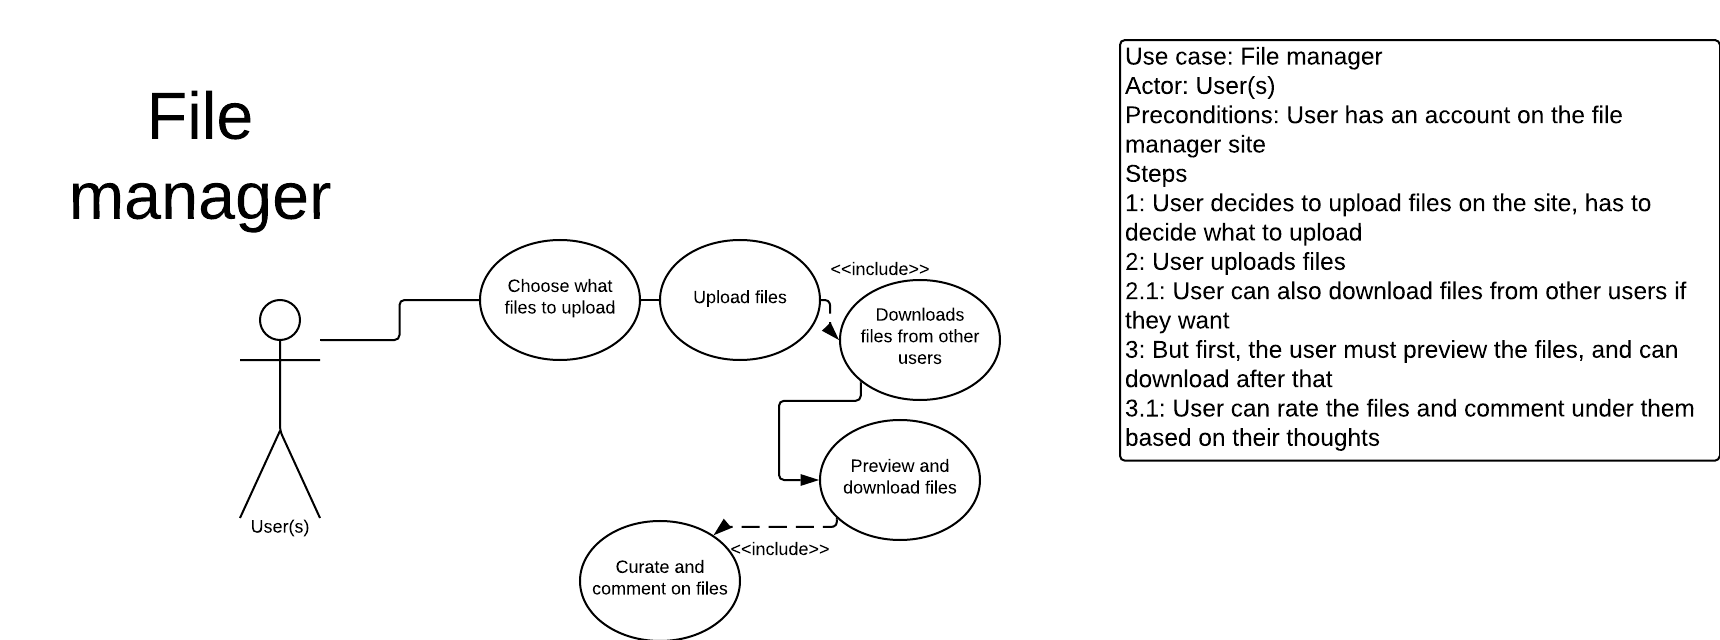 File
manager
Choose what
files to upload
Upload files
<<include>>
Downloads
files from other
users
Preview and
download files
<<include>>
Curate and
comment on files
User(s)
Use case: File manager
Actor: User(s)
Preconditions: User has an account on the file
manager site
Steps
1: User decides to upload files on the site, has to
decide what to upload
2: User uploads files
2.1: User can also download files from other users if
they want
3: But first, the user must preview the files, and can
download after that
3.1: User can rate the files and comment under them
based on their thoughts